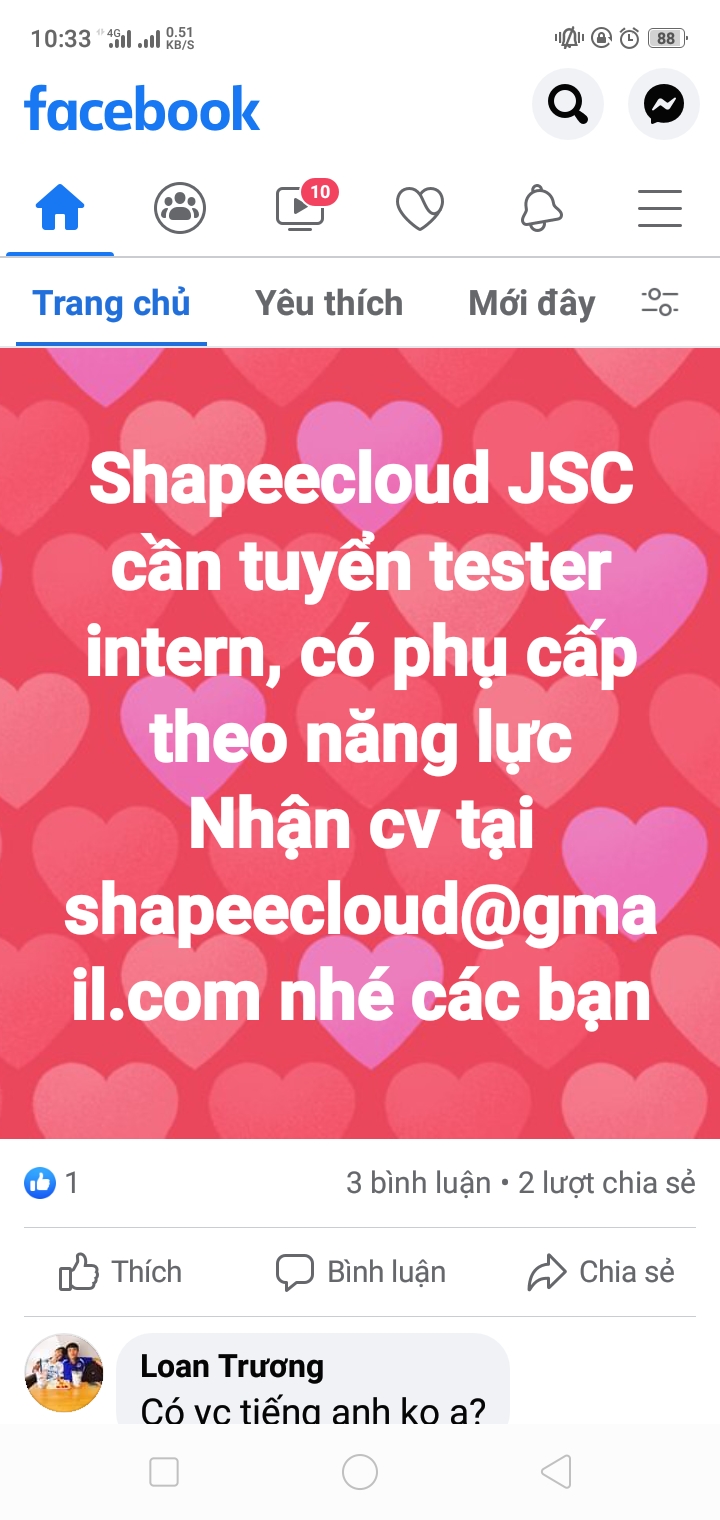 10:33 4G 0.51 KB/S 88
facebook
10
Trang chủ Yêu thích Mới đây
Shapeecloud JSC
cần tuyển tester
intern, có phụ cấp
theo năng lực
Nhận cv tại
shapeecloud@gma
il.com nhé các bạn
1 3 bình luận • 2 lượt chia sẻ
Thích Bình luận Chia sẻ
Loan Trương
Có yc tiếng anh ko ạ?